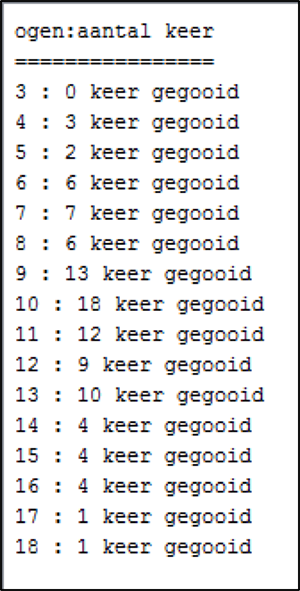 ogen:aantal keer
================
3 : 0 keer gegooid
4 : 3 keer gegooid
5 : 2 keer gegooid
6 : 6 keer gegooid
7 : 7 keer gegooid
8 : 6 keer gegooid
9 : 13 keer gegooid
10 : 18 keer gegooid
11 : 12 keer gegooid
12 : 9 keer gegooid
13 : 10 keer gegooid
14 : 4 keer gegooid
15 : 4 keer gegooid
16 : 4 keer gegooid
17 : 1 keer gegooid
18 : 1 keer gegooid